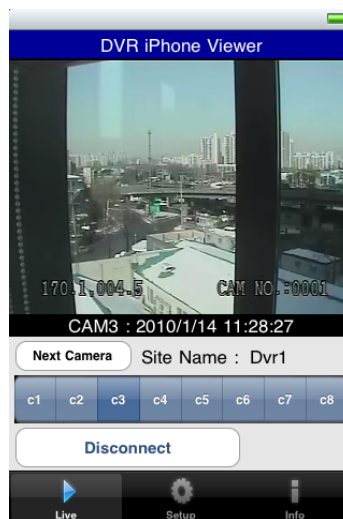 DVR iPhone Viewer
170.1.004.5 CAM NO.:0001
CAM3 : 2010/1/14 11:28:27
Next Camera Site Name : Dvr1
c1 c2 c3 c4 c5 c6 c7 c8
Disconnect
Live Setup Info